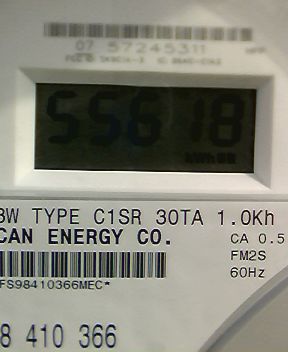 07 57245311
55618
kWh
3W TYPE C1SR 30TA 1.0Kh
CAN ENERGY CO.
CA 0.5
FM2S
60Hz
FS98410366MEC*
8 410 366